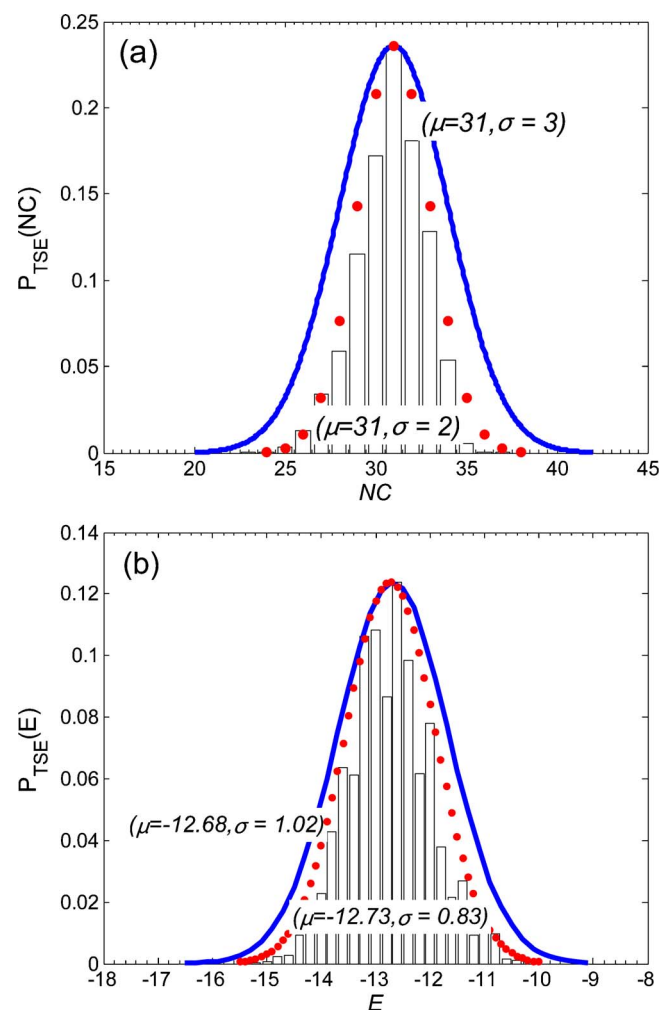 (a)
0.25
0.2
0.15
0.1
0.05
0
P_TSE(NC)
(μ=31,σ = 3)
(μ=31,σ = 2)
15 20 25 30 35 40 45
NC
(b)
0.14
0.12
0.1
0.08
0.06
0.04
0.02
0
P_TSE(E)
(μ=-12.68,σ = 1.02)
(μ=-12.73,σ = 0.83)
-18 -17 -16 -15 -14 -13 -12 -11 -10 -9 -8
E